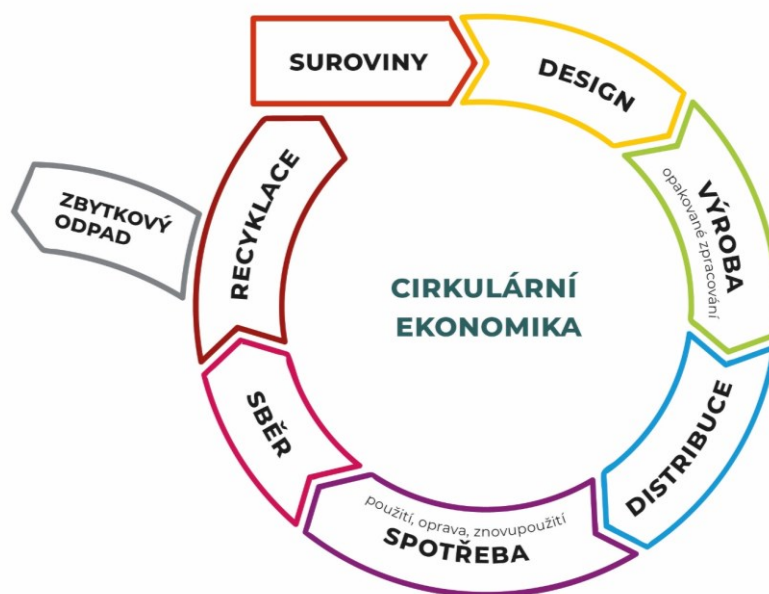 SUROVINY
DESIGN
VÝROBA
opakované zpracování
DISTRIBUCE
použití, oprava, znovupoužití
SPOTŘEBA
SBĚR
RECYKLACE
ZBYTKOVÝ
ODPAD
CIRKULÁRNÍ
EKONOMIKA